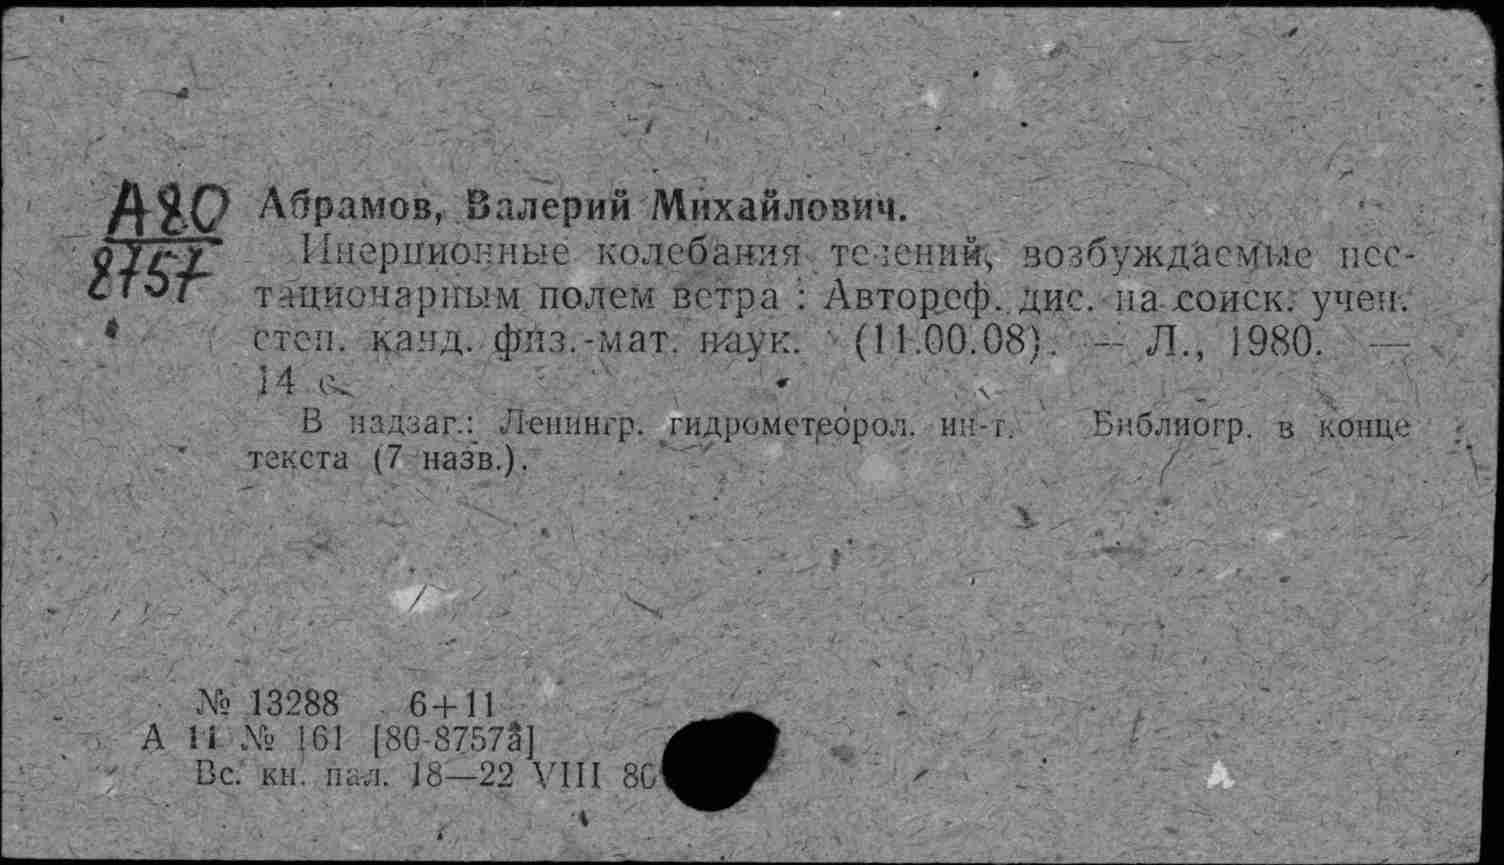 А80 Абрамов, Валерий Михайлович.
8757 Инерционные колебания течений, возбуждаемые нес-
тационарным полем ветра : Автореф. дис. на соиск. учен.
степ. канд. физ.-мат. наук. (11.00.08). — Л., 1980. —
14 с.
В надзаг.: Ленингр. гидрометеорол. ин-т. Библиогр. в конце
текста (7 назв.).
№ 13288 6+11
А 11 № 161 [80-8757а]
Вс. кн. пал. 18—22 VIII 80